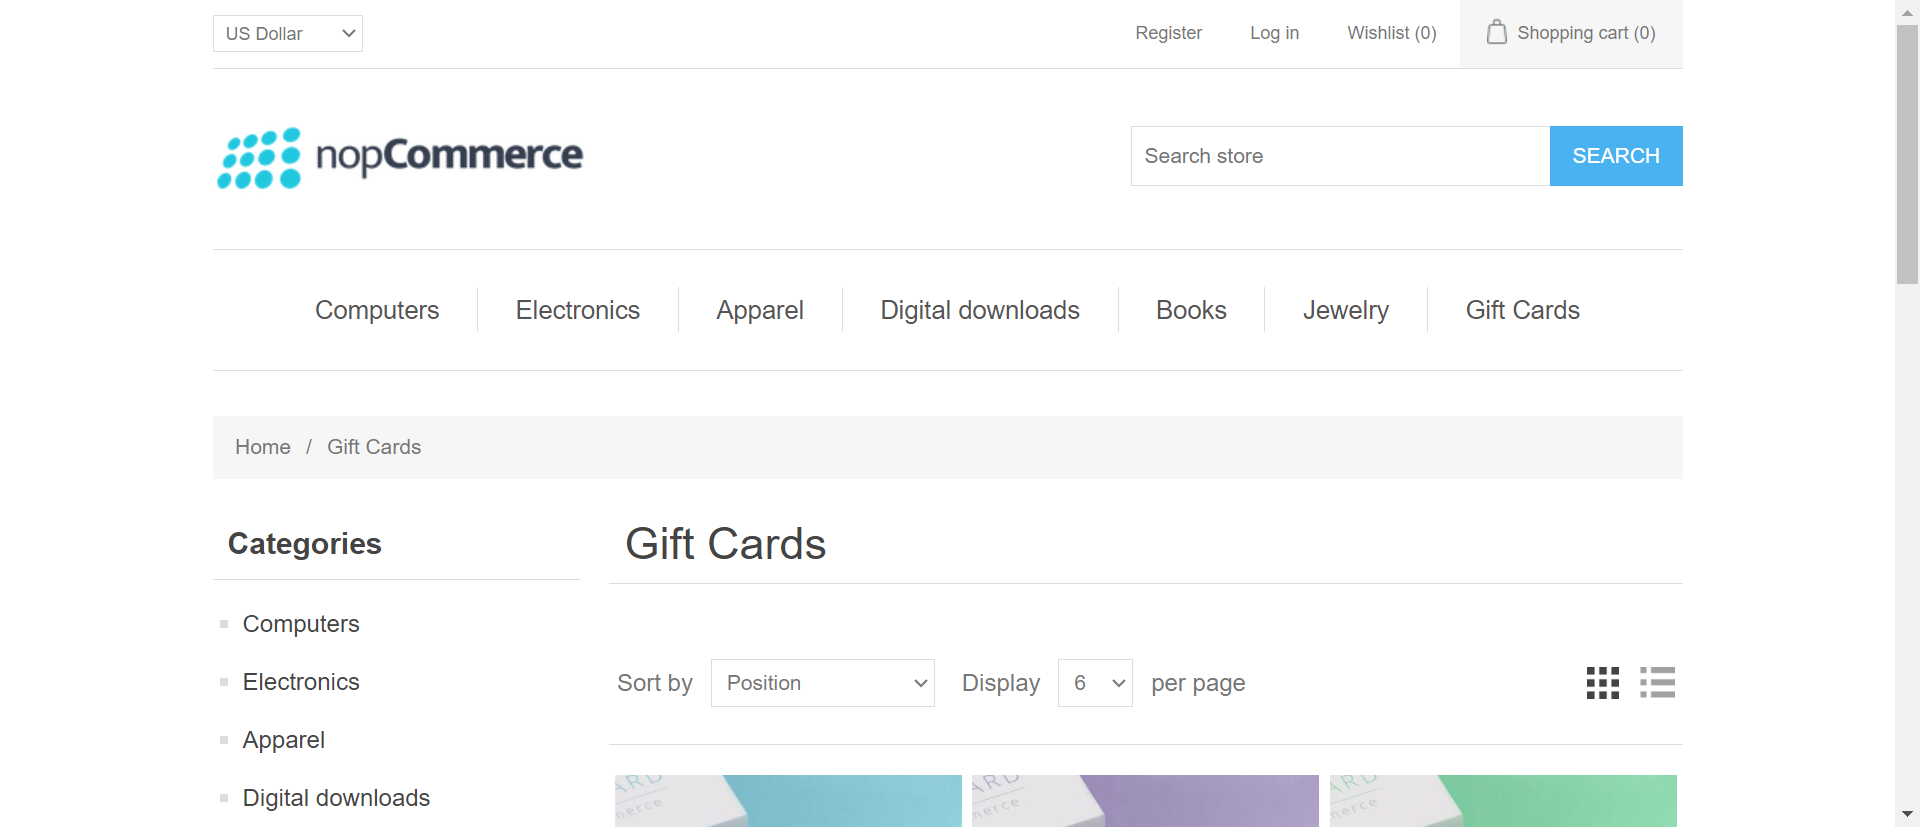 US Dollar
Register
Log in
Wishlist (0)
Shopping cart (0)
nopCommerce
Search store
SEARCH
Computers
Electronics
Apparel
Digital downloads
Books
Jewelry
Gift Cards
Home / Gift Cards
Categories
Computers
Electronics
Apparel
Digital downloads
Gift Cards
Sort by Position Display 6 per page